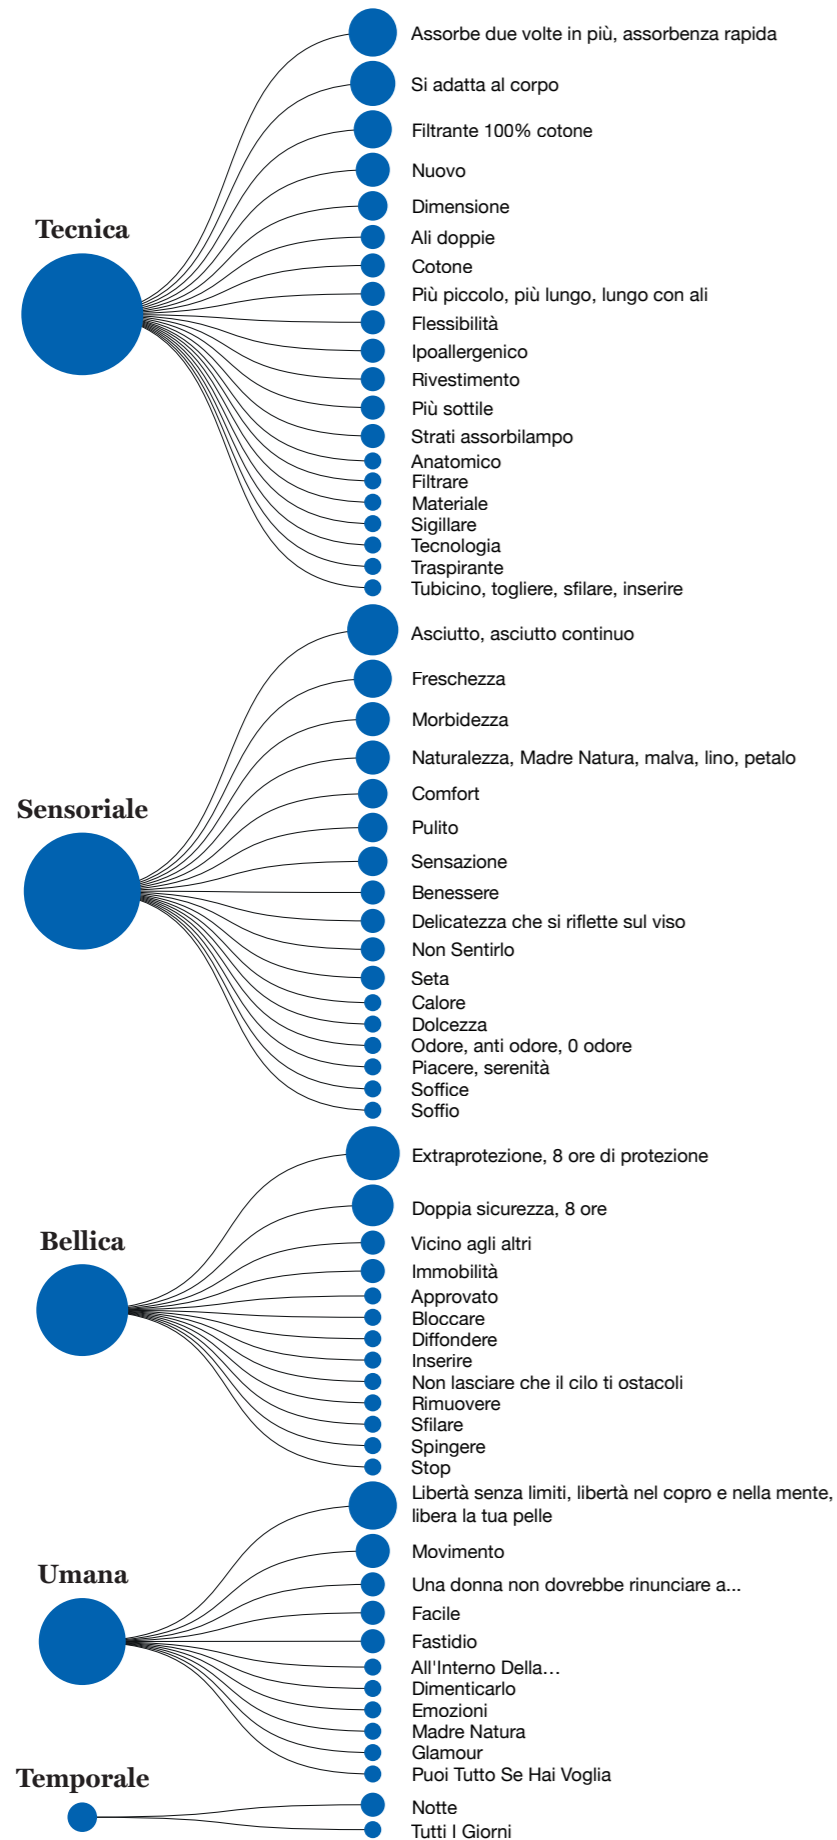 Tecnica
Assorbe due volte in più, assorbenza rapida
Si adatta al corpo
Filtrante 100% cotone
Nuovo
Dimensione
Ali doppie
Cotone
Più piccolo, più lungo, lungo con ali
Flessibilità
Ipoallergenico
Rivestimento
Più sottile
Strati assorbilampo
Anatomico
Filtrare
Materiale
Sigillare
Tecnologia
Traspirante
Tubicino, togliere, sfilare, inserire
Sensoriale
Asciutto, asciutto continuo
Freschezza
Morbidezza
Naturalezza, Madre Natura, malva, lino, petalo
Comfort
Pulito
Sensazione
Benessere
Delicatezza che si riflette sul viso
Non Sentirlo
Seta
Calore
Dolcezza
Odore, anti odore, 0 odore
Piacere, serenità
Soffice
Soffio
Bellica
Extraprotezione, 8 ore di protezione
Doppia sicurezza, 8 ore
Vicino agli altri
Immobilità
Approvato
Bloccare
Diffondere
Inserire
Non lasciare che il cilo ti ostacoli
Rimuovere
Sfilare
Spingere
Stop
Umana
Libertà senza limiti, libertà nel copro e nella mente,
libera la tua pelle
Movimento
Una donna non dovrebbe rinunciare a...
Facile
Fastidio
All'Interno Della…
Dimenticarlo
Emozioni
Madre Natura
Glamour
Puoi Tutto Se Hai Voglia
Temporale
Notte
Tutti I Giorni